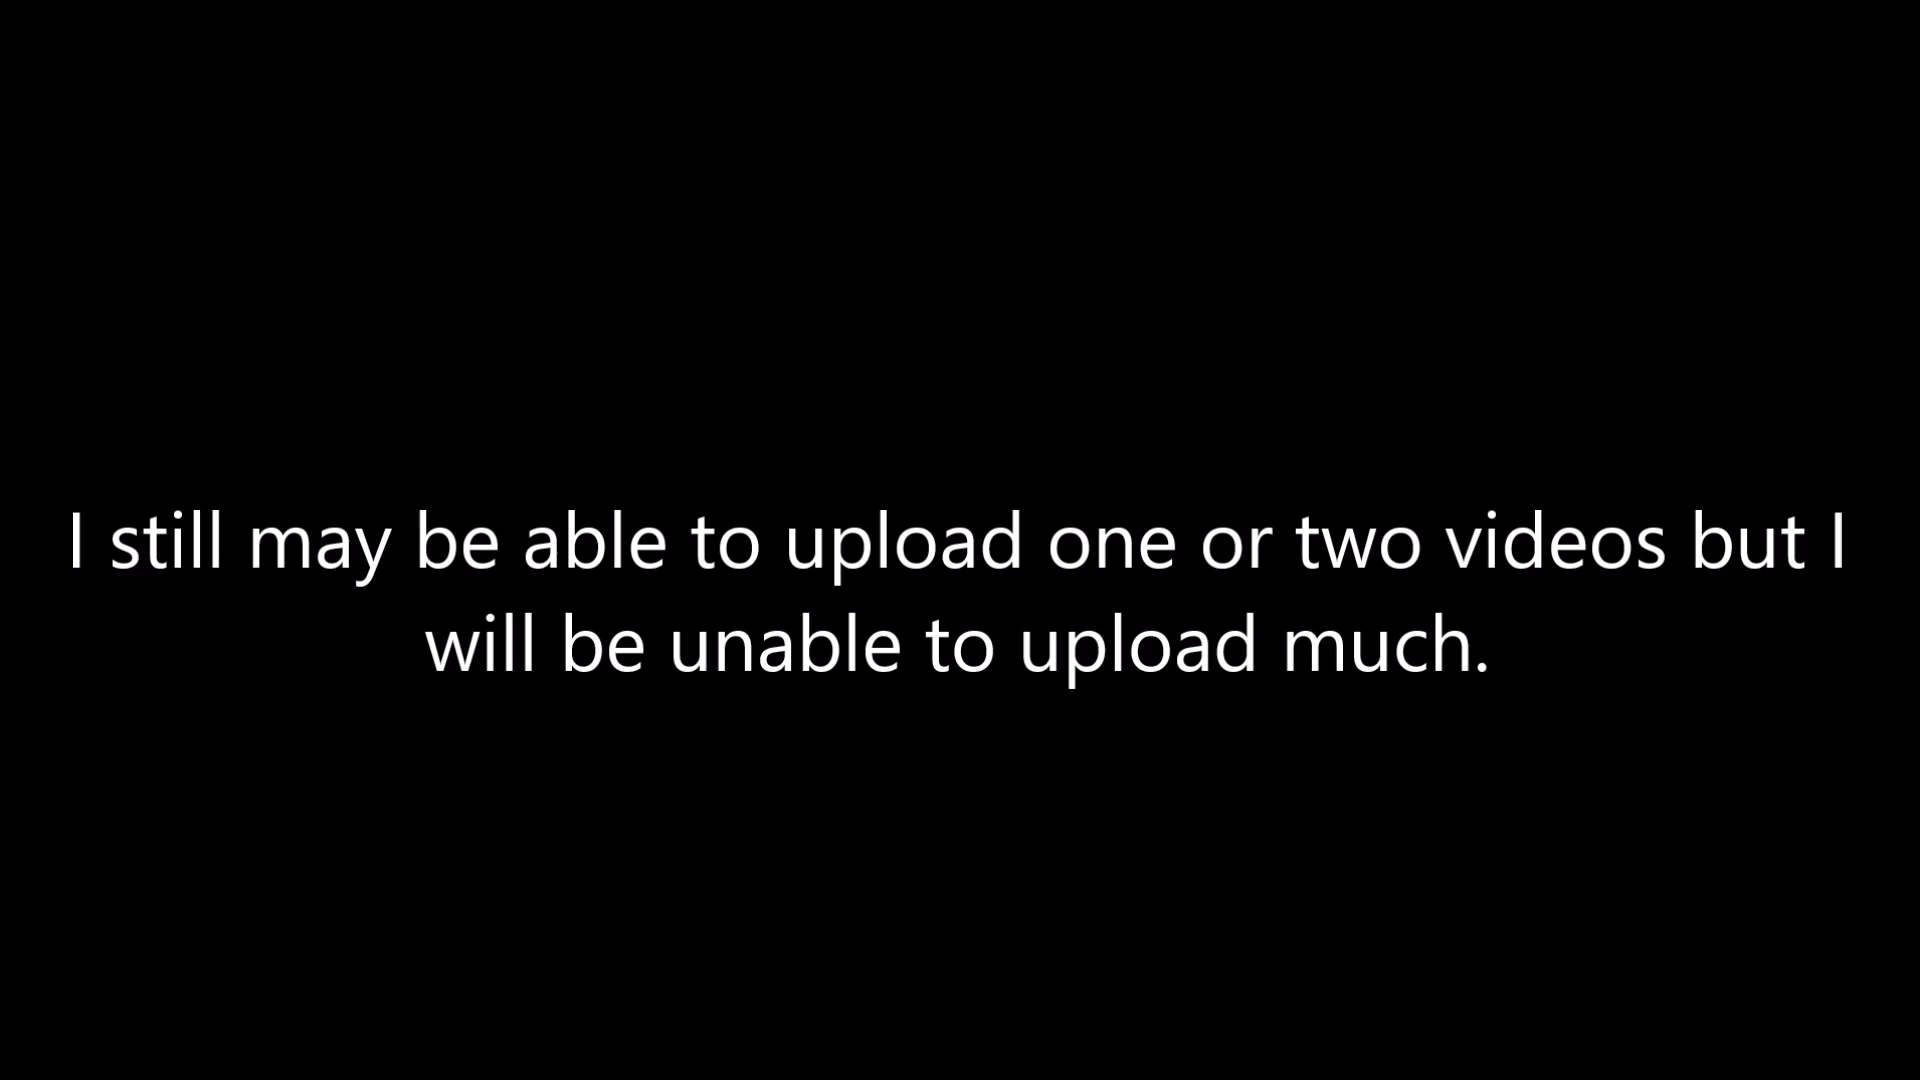 I still may be able to upload one or two videos but I
will be unable to upload much.